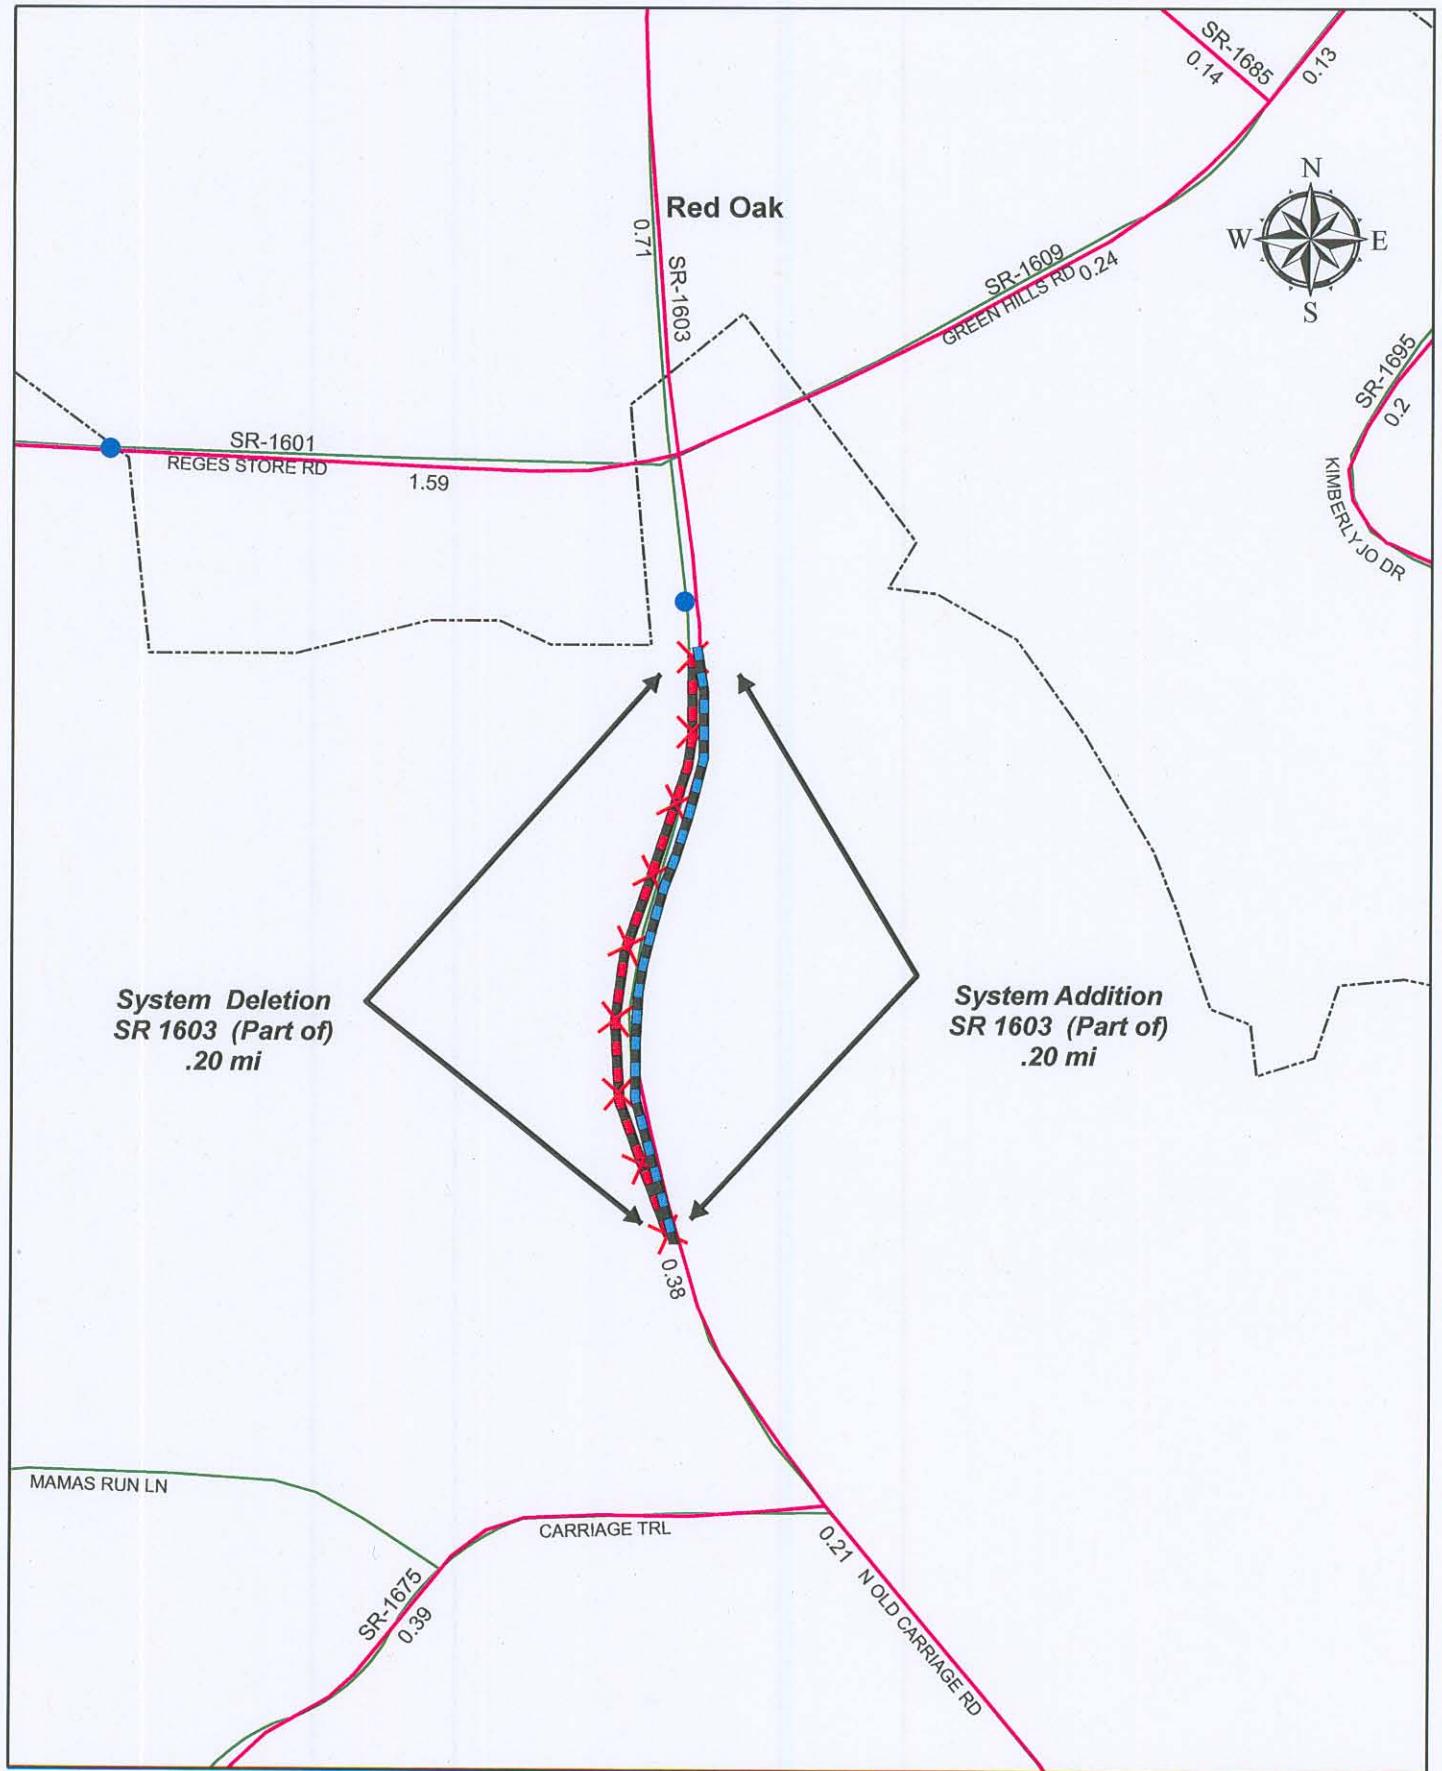 SR-1685
0.14
0.13
N
W
E
S
Red Oak
0.71
SR-1603
SR-1609
GREEN HILLS RD
0.24
SR-1695
0.2
KIMBERLY JO DR
SR-1601
REGES STORE RD
1.59
System Deletion
SR 1603 (Part of)
.20 mi
System Addition
SR 1603 (Part of)
.20 mi
0.38
MAMAS RUN LN
CARRIAGE TRL
SR-1675
0.39
0.21
N OLD CARRIAGE RD